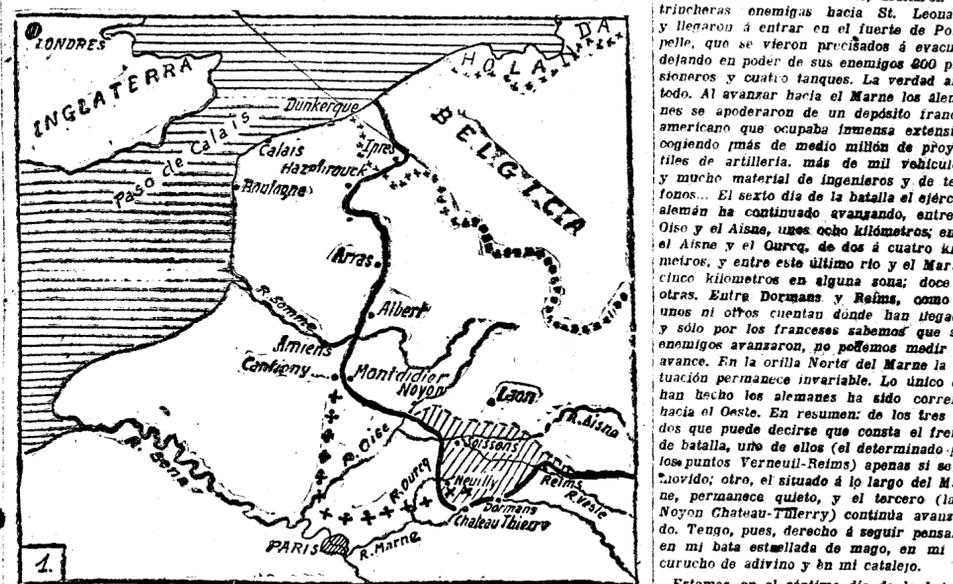 LONDRES
INGLATERRA
HOLANDA
Dunkerque
BELGICA
Paso de Calais
Calais
Ipres
Hazebrouck
Boulogne
Arras
R. Somme
Albert
Amiens
Cantigny
Montdidier
Noyon
Laon
R. Aisna
R. Sena
R. Oise
Soissons
R. Ourcq
Neuilly
Reims
R. Vesle
Dormans
Chateau Thierry
PARIS
R. Marne
1.
trincheras enemigas hacia St. Leona
y llegaron á entrar en el fuerte de Po
pelle, que se vieron precisados á evacu
dejando en poder de sus enemigos 200 p
sioneros y cuatro tanques. La verdad a
todo. Al avanzar hacia el Marne los alem
nes se apoderaron de un depósito fran
americano que ocupaba inmensa extensi
cogiendo más de medio millón de proy
tiles de artillería, más de mil vehícul
y mucho material de ingenieros y de te
fonos... El sexto día de la batalla el ejérc
alemán ha continuado avanzando, entre
Oise y el Aisne, unos ocho kilómetros; en
el Aisne y el Ourcq, de dos á cuatro ki
metros, y entre este último río y el Mar
cinco kilometros en alguna zona; doce
otras. Entre Dormans y Reims, como
unos ni otros cuentan dónde han llega
y sólo por los franceses sabemos que s
enemigos avanzaron, no podemos medir
avance. En la orilla Norte del Marne la
tuación permanece invariable. Lo único
han hecho los alemanes ha sido corre
hacia el Oeste. En resumen: de los tres
dos que puede decirse que consta el fre
de batalla, uno de ellos (el determinado
los puntos Verneuil-Reims) apenas si se
movido; otro, el situado á lo largo del M
ne, permanece quieto, y el tercero (la
Noyon Chateau-Thierry) continúa avanz
do. Tengo, pues, derecho á seguir pensa
en mi bata estrellada de mago, en mi
curucho de adivino y en mi catalejo.